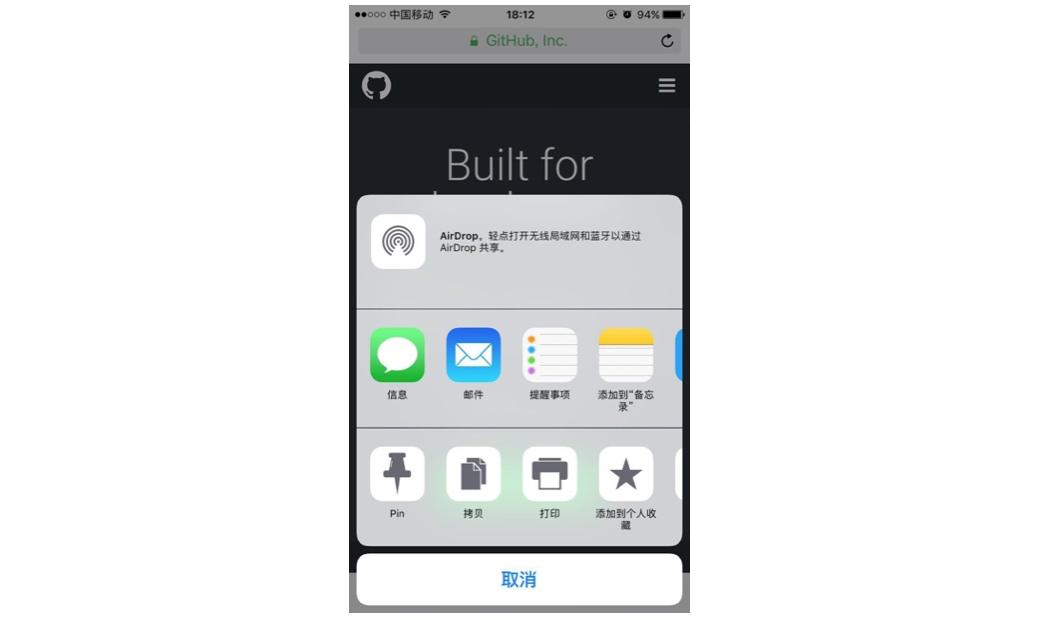 中国移动
18:12
94%
GitHub, Inc.
Built for
AirDrop。轻点打开无线局域网和蓝牙以通过
AirDrop 共享。
信息
邮件
提醒事项
添加到“备忘
录”
Pin
拷贝
打印
添加到个人收
藏
取消